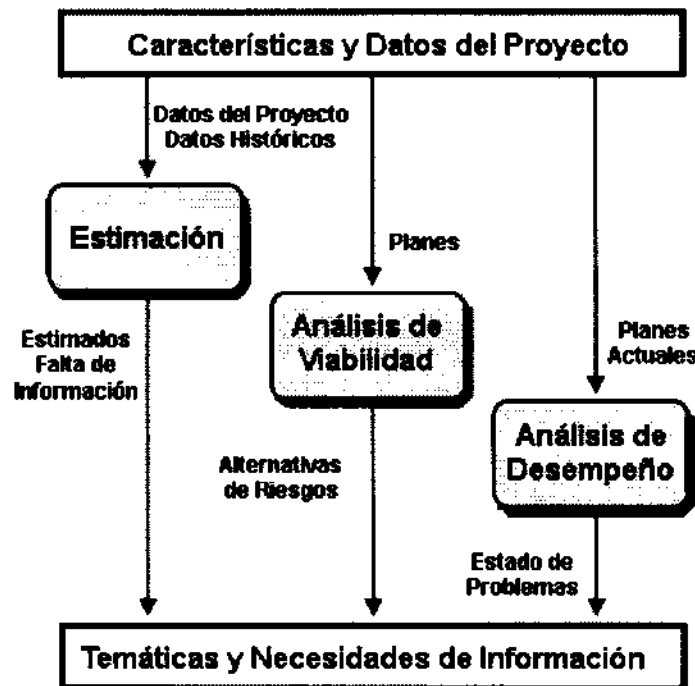 Características y Datos del Proyecto
Datos del Proyecto
Datos Históricos
Estimación
Planes
Estimados
Falta de
Información
Análisis de
Viabilidad
Planes
Actuales
Análisis de
Desempeño
Alternativas
de Riesgos
Estado de
Problemas
Temáticas y Necesidades de Información